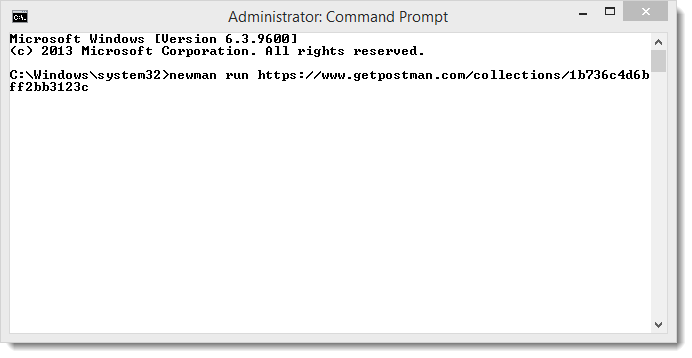 Administrator: Command Prompt
Microsoft Windows [Version 6.3.9600]
(c) 2013 Microsoft Corporation. All rights reserved.
C:\Windows\system32>newman run https://www.getpostman.com/collections/1b736c4d6b
ff2bb3123c